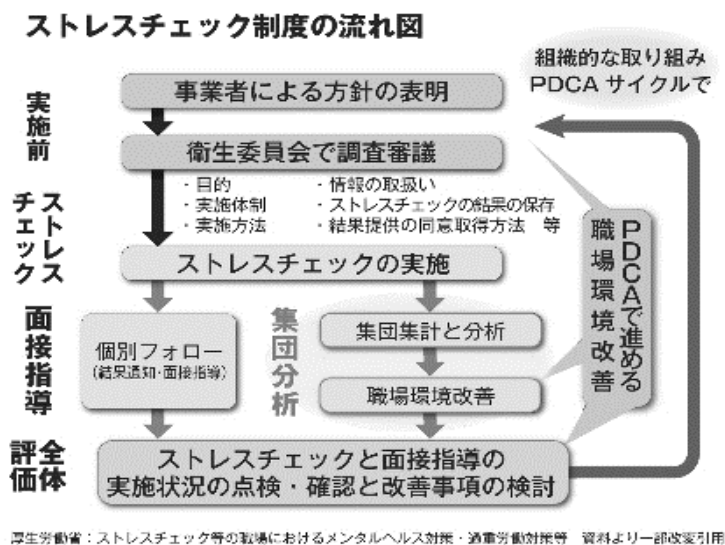 ストレスチェック制度の流れ図
組織的な取り組み
PDCAサイクルで
実施前
事業者による方針の表明
衛生委員会で調査審議
・目的
・実施体制
・実施方法
・情報の取扱い
・ストレスチェックの結果の保存
・結果提供の同意取得方法 等
ストレス
チェック
ストレスチェックの実施
PDCAで進める
職場環境改善
面接指導
個別フォロー
(結果通知・面接指導)
集団分析
集団集計と分析
職場環境改善
全体
評価
ストレスチェックと面接指導の
実施状況の点検・確認と改善事項の検討
厚生労働省：ストレスチェック等の職場におけるメンタルヘルス対策・過重労働対策等 資料より一部改変引用